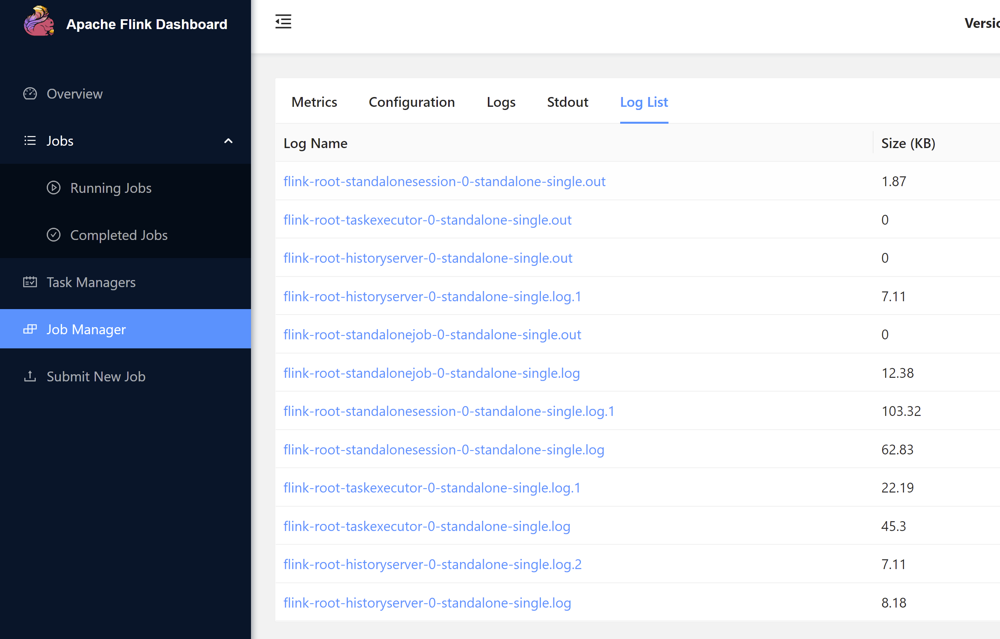 Apache Flink Dashboard
Versic
Overview
Jobs
Running Jobs
Completed Jobs
Task Managers
Job Manager
Submit New Job
Metrics Configuration Logs Stdout Log List
Log Name Size (KB)
flink-root-standalonesession-0-standalone-single.out 1.87
flink-root-taskexecutor-0-standalone-single.out 0
flink-root-historyserver-0-standalone-single.out 0
flink-root-historyserver-0-standalone-single.log.1 7.11
flink-root-standalonejob-0-standalone-single.out 0
flink-root-standalonejob-0-standalone-single.log 12.38
flink-root-standalonesession-0-standalone-single.log.1 103.32
flink-root-standalonesession-0-standalone-single.log 62.83
flink-root-taskexecutor-0-standalone-single.log.1 22.19
flink-root-taskexecutor-0-standalone-single.log 45.3
flink-root-historyserver-0-standalone-single.log.2 7.11
flink-root-historyserver-0-standalone-single.log 8.18